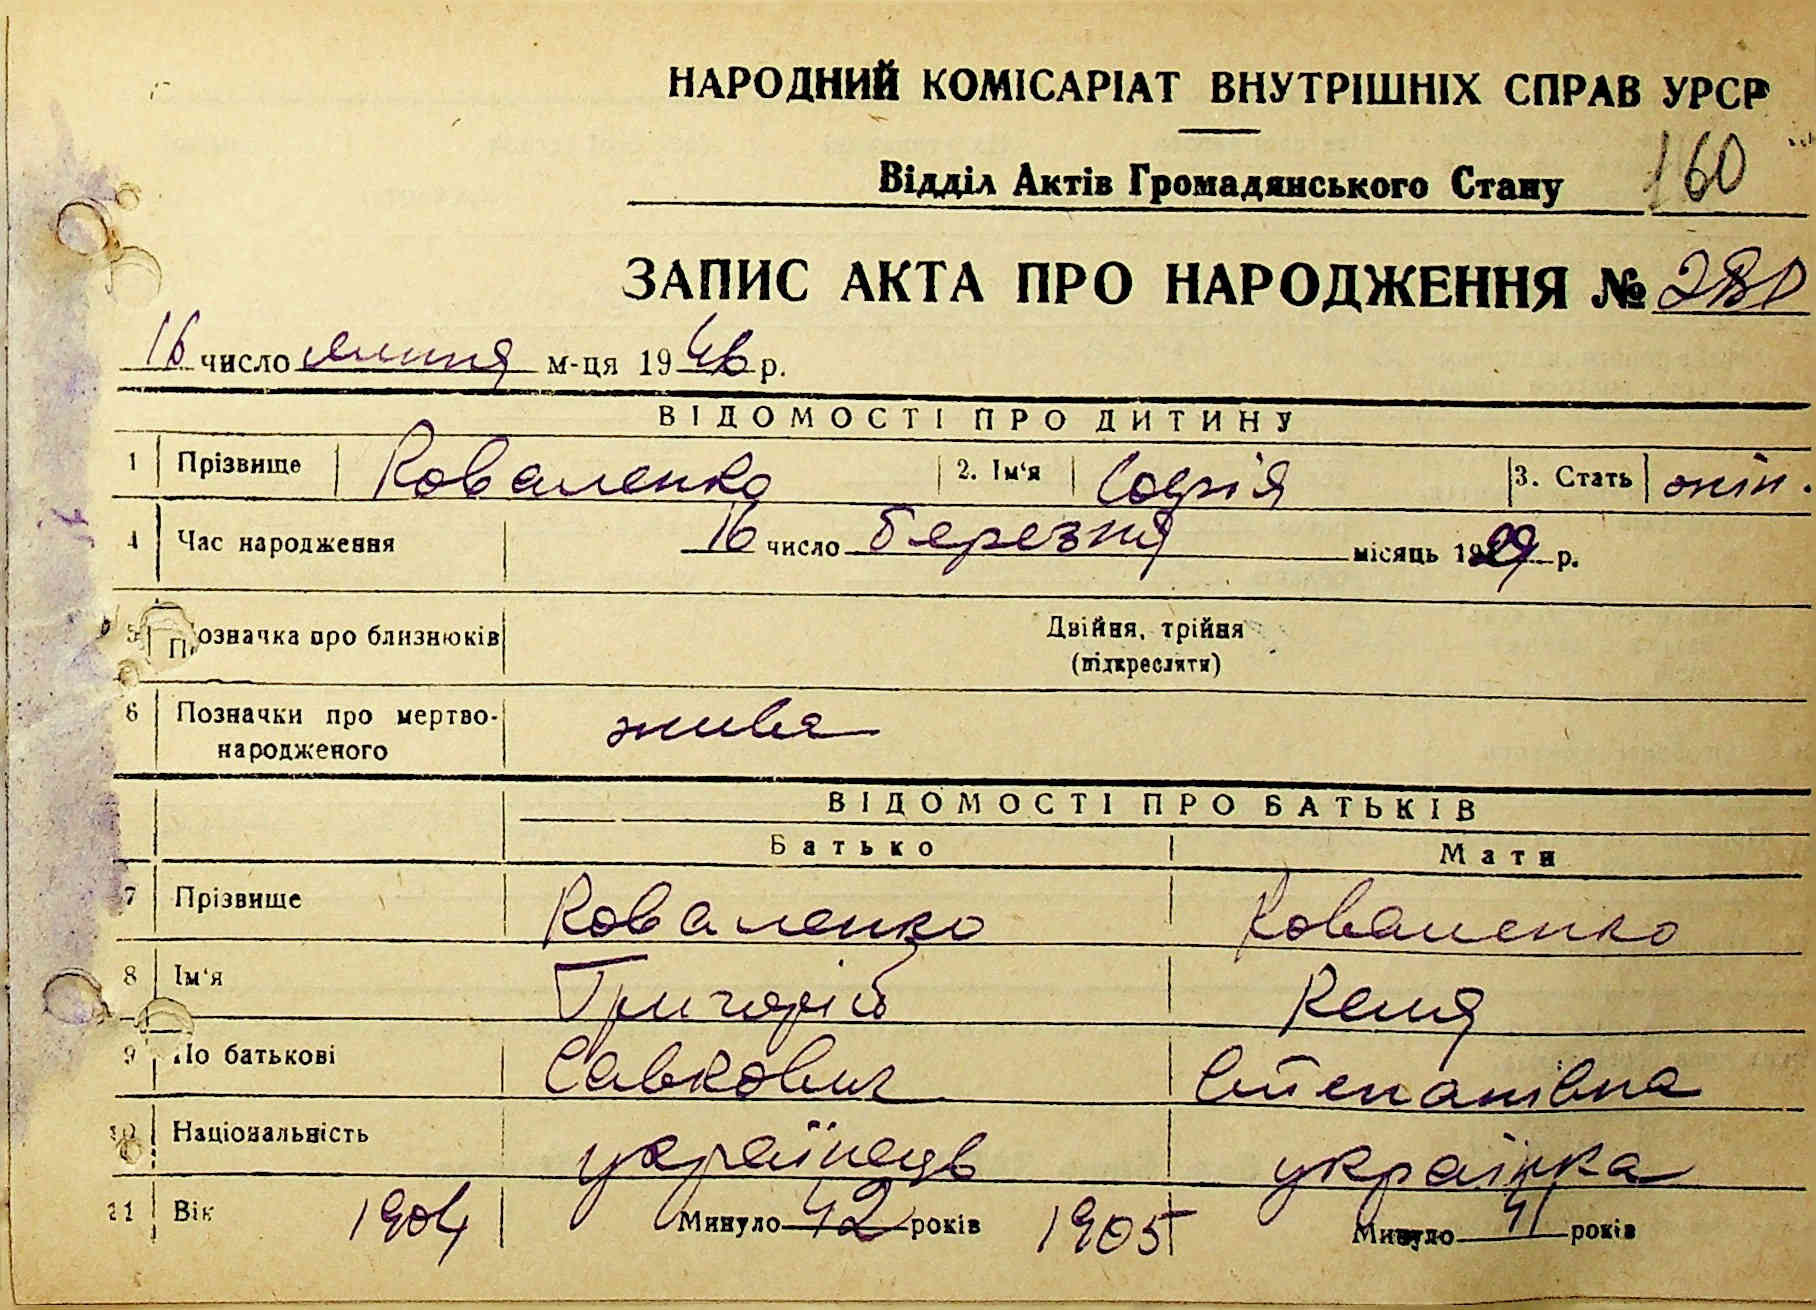 НАРОДНИЙ КОМІСАРІАТ ВНУТРІШНІХ СПРАВ УРСР
160
Відділ Актів Громадянського Стану
ЗАПИС АКТА ПРО НАРОДЖЕННЯ №
16 число липня м-ця 1946 р.
ВІДОМОСТІ ПРО ДИТИНУ
1 Прізвище Коваленко 2. Ім'я Софія 3. Стать жін.
4 Час народження 16 число березня місяць 1929 р.
5 Позначка про близнюків Двійня, трійня
(підкреслити)
6 Позначки про мертво-
народженого жива
ВІДОМОСТІ ПРО БАТЬКІВ
Батько Мати
7 Прізвище Коваленко Коваленко
8 Ім'я Григорій
9 По батькові Савкович Степанівна
10 Національність українець українка
11 Вік 1904 Минуло 42 років 1905 Минуло 41 років